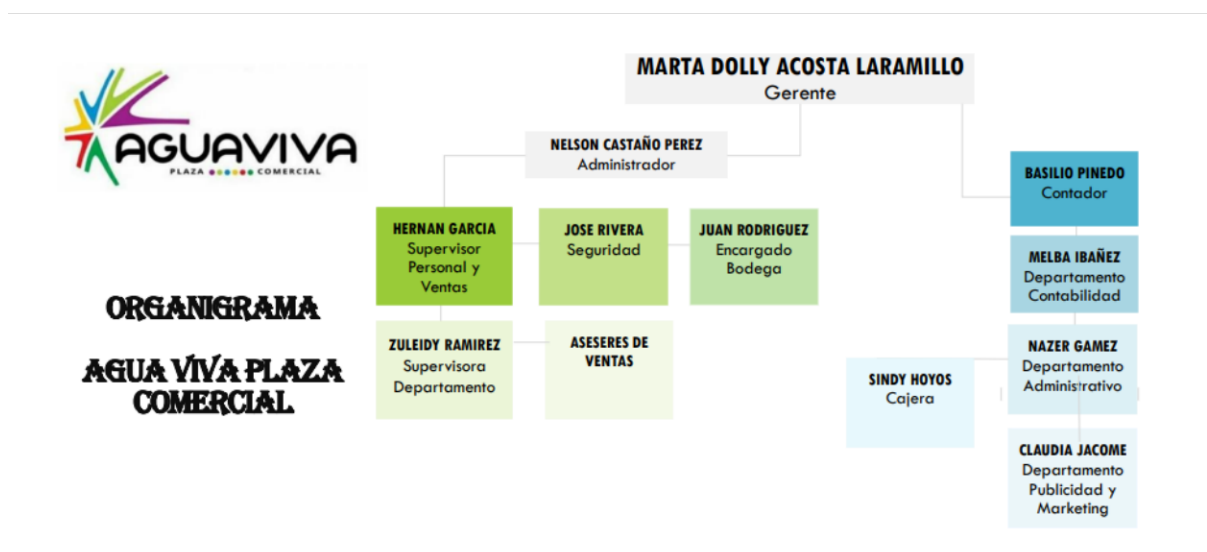 AGUAVIVA
PLAZA COMERCIAL
ORGANIGRAMA
AGUA VIVA PLAZA
COMERCIAL
MARTA DOLLY ACOSTA LARAMILLO
Gerente
NELSON CASTAÑO PEREZ
Administrador
HERNAN GARCIA
Supervisor
Personal y
Ventas
JOSE RIVERA
Seguridad
JUAN RODRIGUEZ
Encargado
Bodega
ZULEIDY RAMIREZ
Supervisora
Departamento
ASESERES DE
VENTAS
BASILIO PINEDO
Contador
MELBA IBAÑEZ
Departamento
Contabilidad
NAZER GAMEZ
Departamento
Administrativo
SINDY HOYOS
Cajera
CLAUDIA JACOME
Departamento
Publicidad y
Marketing